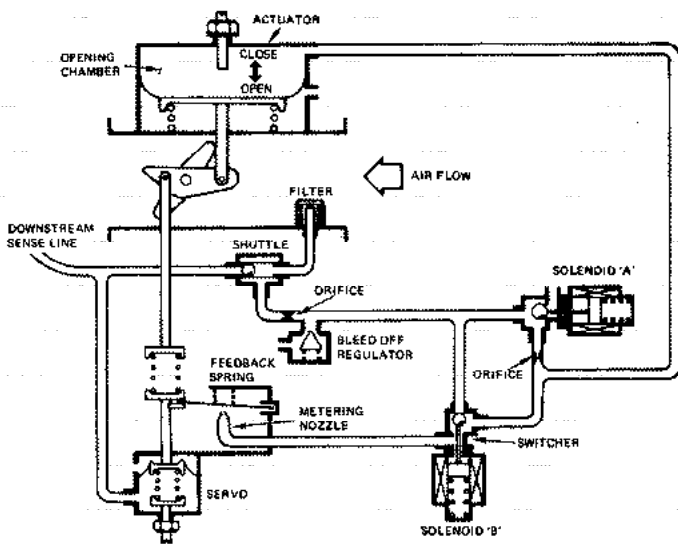 ACTUATOR
OPENING
CHAMBER
CLOSE
OPEN
AIR FLOW
FILTER
DOWNSTREAM
SENSE LINE
SHUTTLE
SOLENOID 'A'
ORIFICE
BLEED OFF
REGULATOR
FEEDBACK
SPRING
ORIFICE
METERING
NOZZLE
SWITCHER
SERVO
SOLENOID 'B'